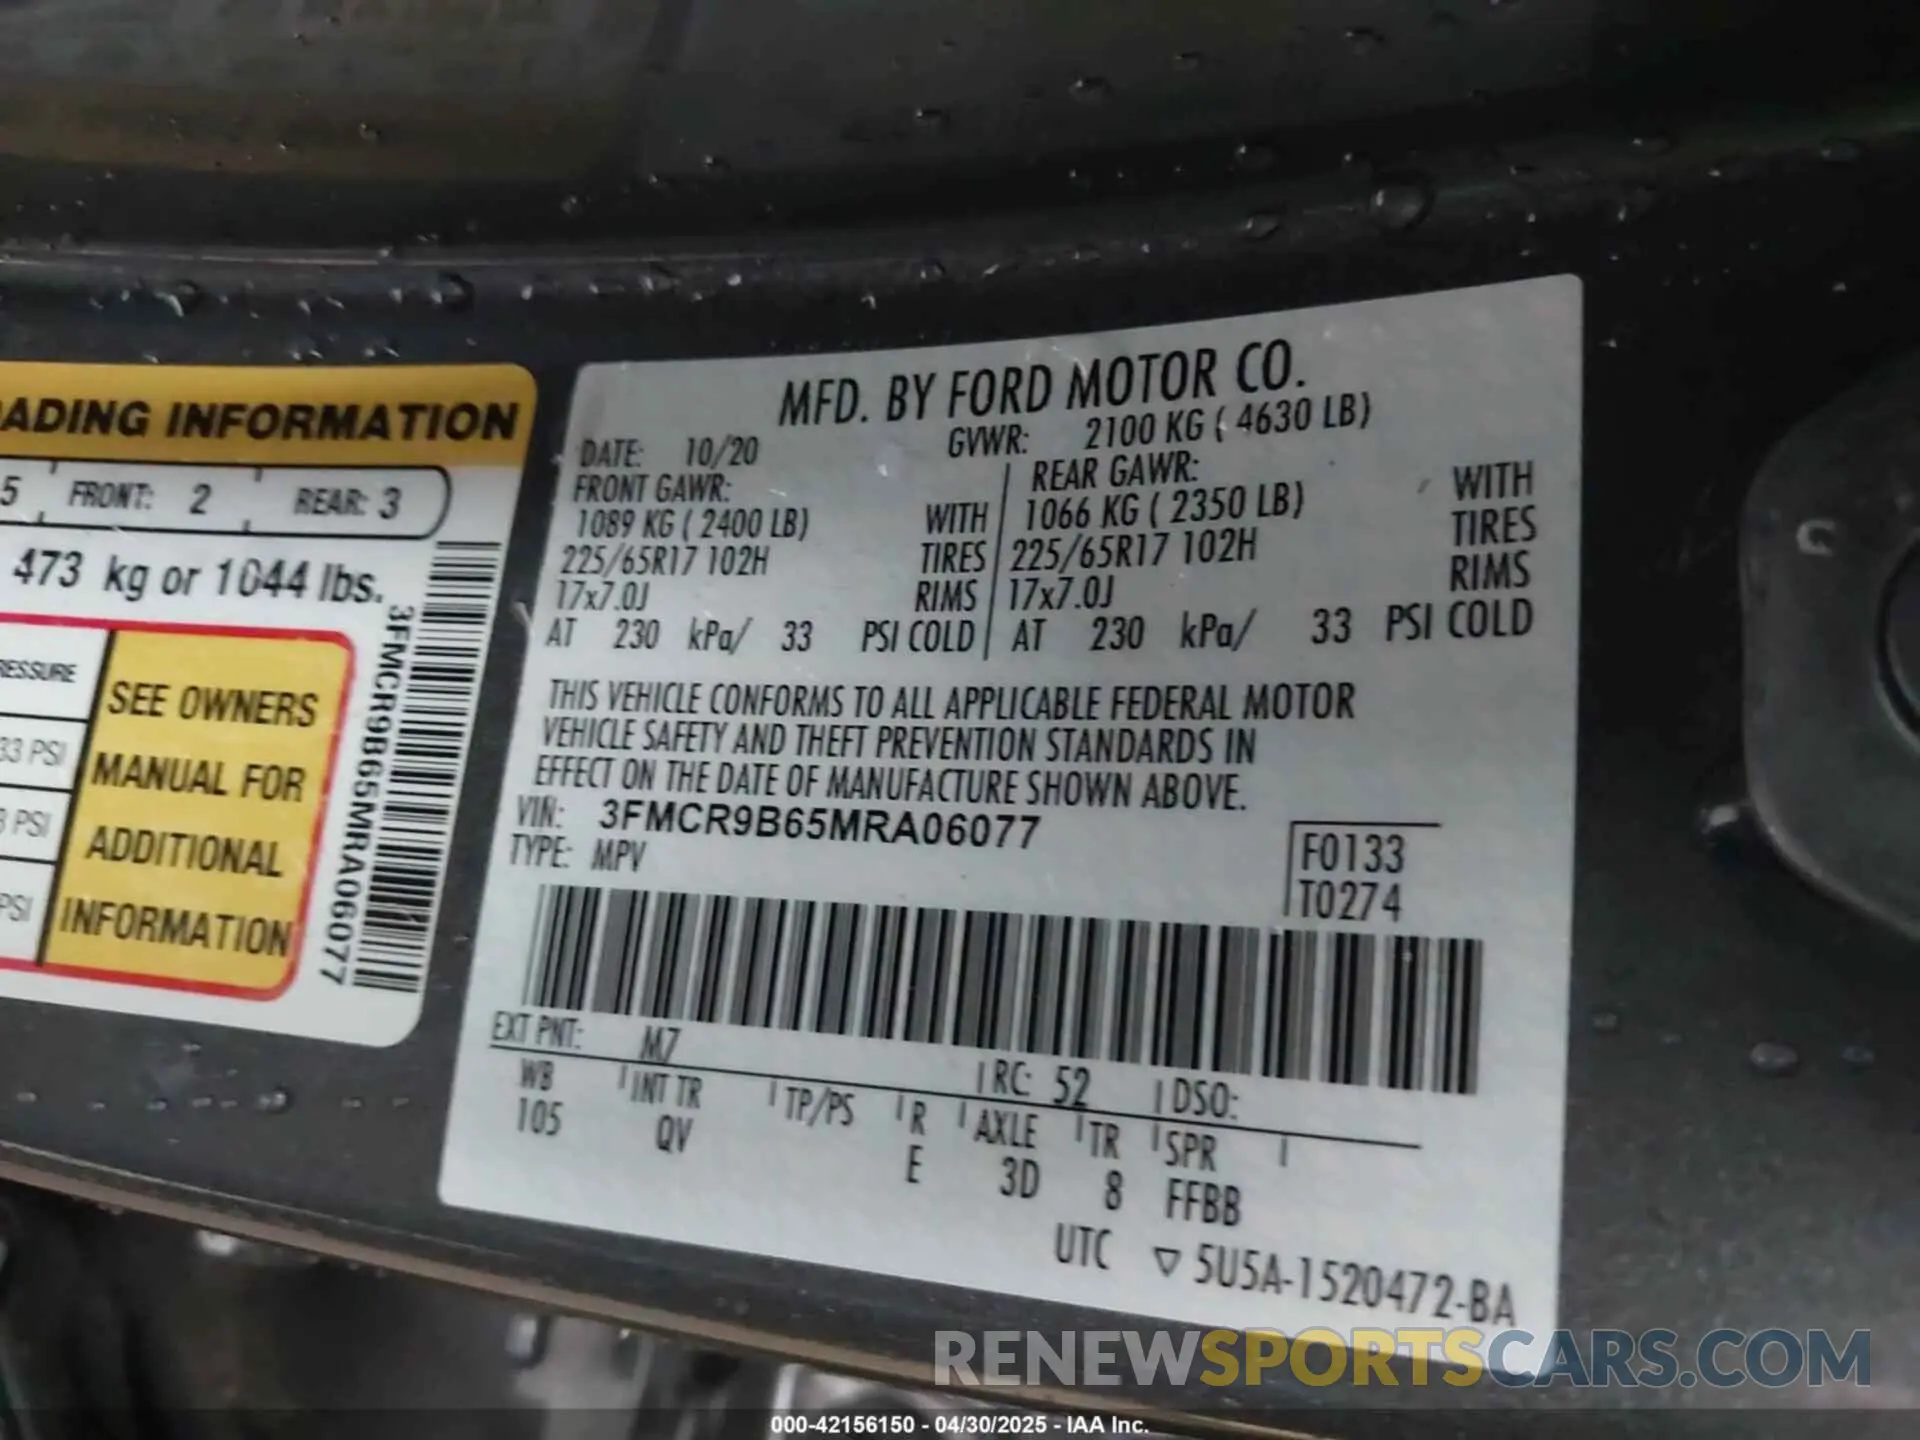 ADING INFORMATION
5 FRONT: 2 REAR: 3
473 kg or 1044 lbs.
RESSURE
33 PSI
3 PSI
PSI
SEE OWNERS
MANUAL FOR
ADDITIONAL
INFORMATION
3FMCR9B65MRA06077
MFD. BY FORD MOTOR CO.
DATE: 10/20 GVWR: 2100 KG ( 4630 LB)
FRONT GAWR: REAR GAWR:
1089 KG ( 2400 LB) WITH 1066 KG ( 2350 LB) WITH
225/65R17 102H TIRES 225/65R17 102H TIRES
17x7.0J RIMS 17x7.0J RIMS
AT 230 kPa/ 33 PSI COLD AT 230 kPa/ 33 PSI COLD
THIS VEHICLE CONFORMS TO ALL APPLICABLE FEDERAL MOTOR
VEHICLE SAFETY AND THEFT PREVENTION STANDARDS IN
EFFECT ON THE DATE OF MANUFACTURE SHOWN ABOVE.
VIN: 3FMCR9B65MRA06077
TYPE: MPV
F0133
T0274
EXT PNT: M7 RC: 52 DSO:
WB INT TR TP/PS R AXLE TR SPR
105 QV E 3D 8 FFBB
UTC ▽ 5U5A-1520472-BA
RENEWSPORTSCARS.COM
000-42156150 - 04/30/2025 - IAA Inc.